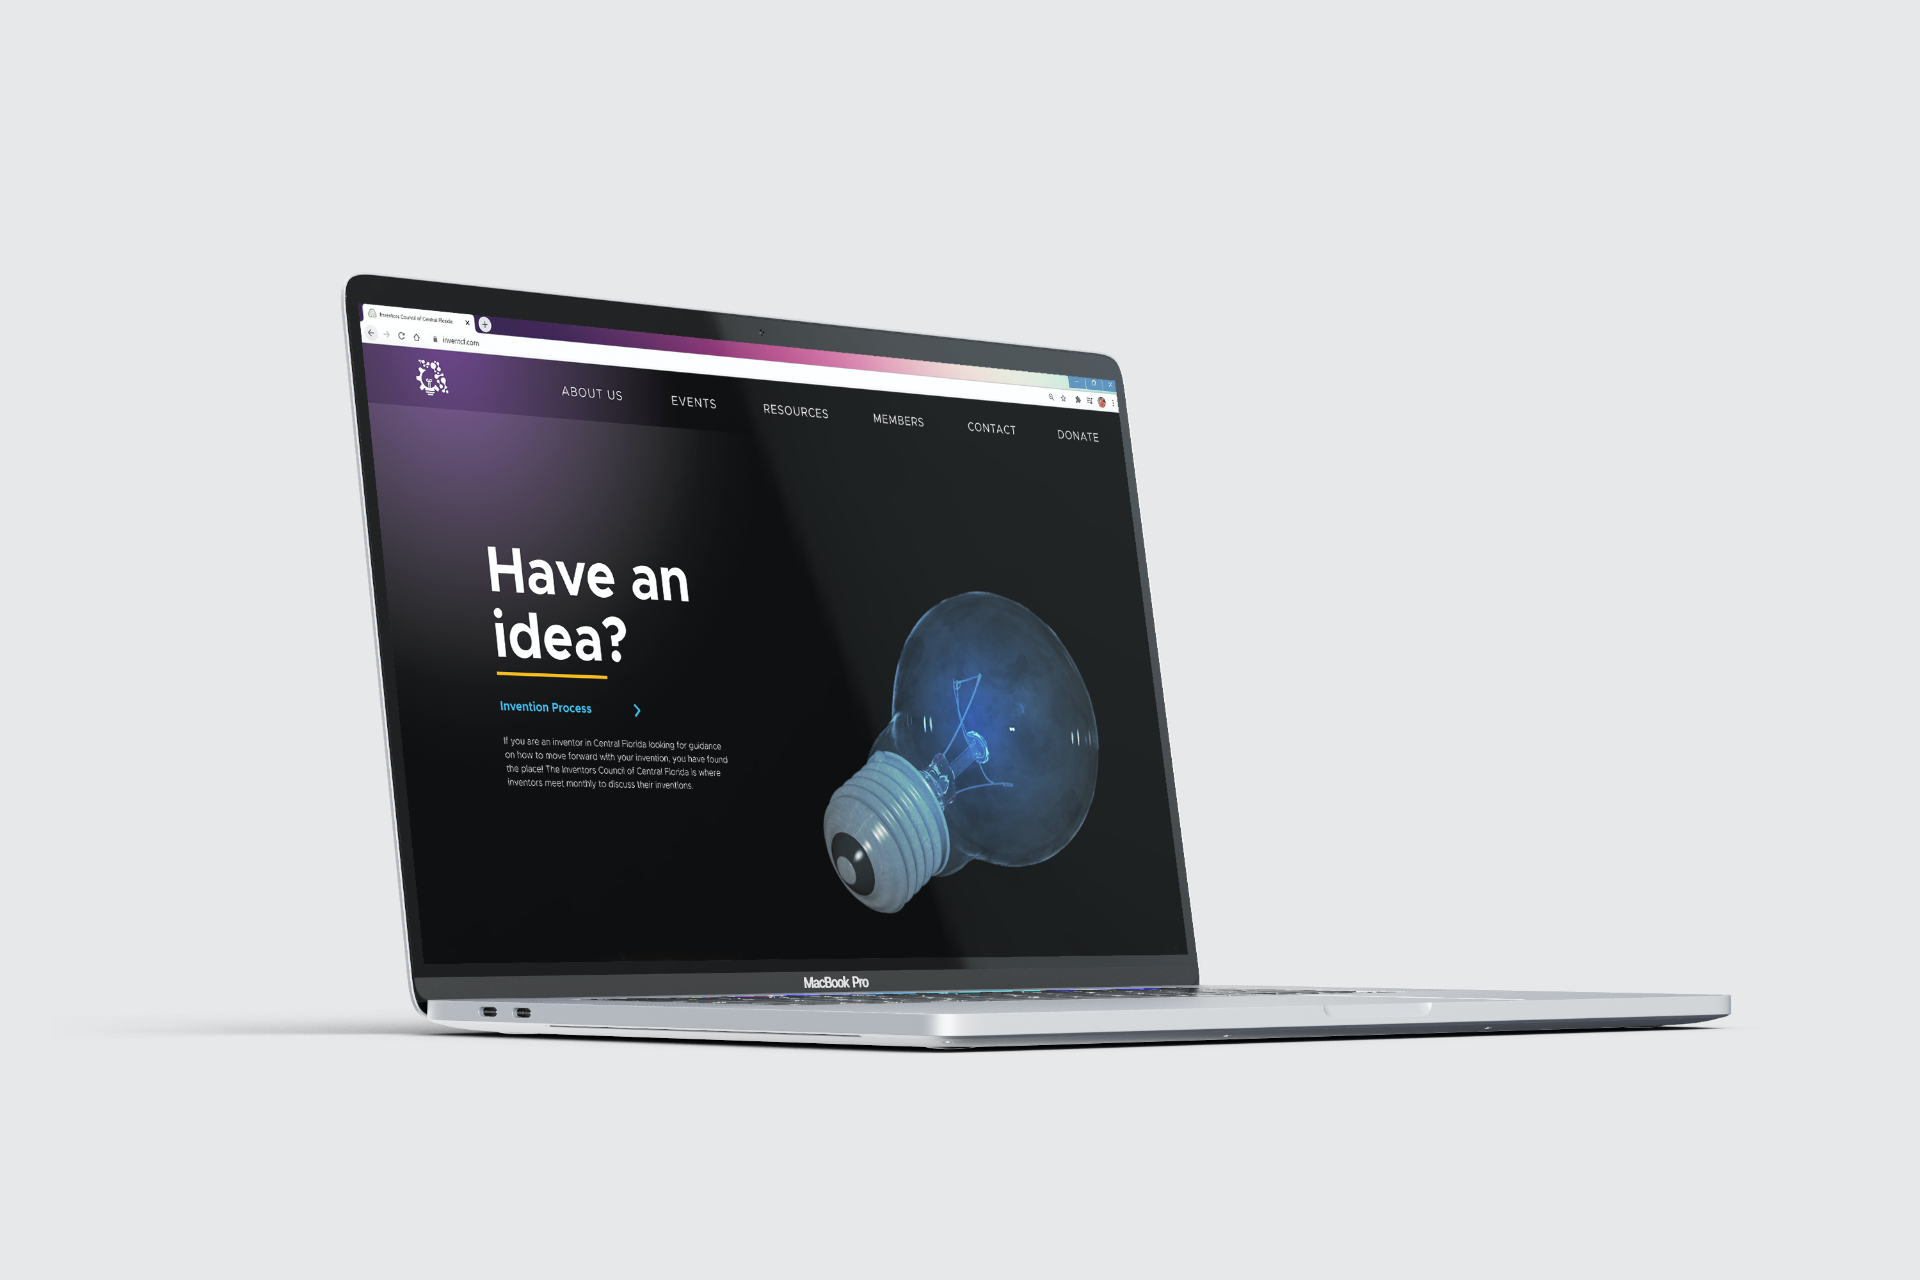 Inventors Council of Central Florida
inventcf.com
ABOUT US
EVENTS
RESOURCES
MEMBERS
CONTACT
DONATE
Have an
idea?
Invention Process
If you are an inventor in Central Florida looking for guidance
on how to move forward with your invention, you have found
the place! The Inventors Council of Central Florida is where
inventors meet monthly to discuss their inventions.
MacBook Pro